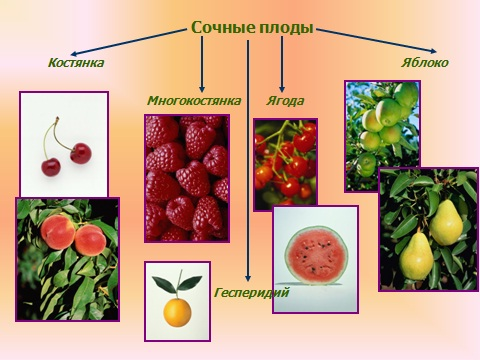 Сочные плоды
Костянка
Яблоко
Многокостянка
Ягода
Гесперидий